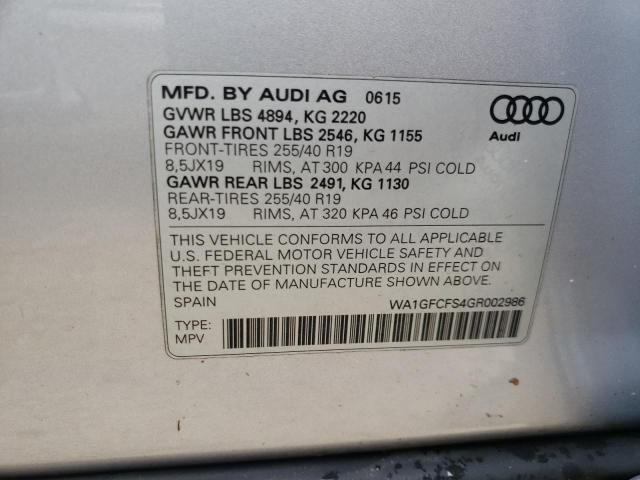 MFD. BY AUDI AG 0615
GVWR LBS 4894, KG 2220
GAWR FRONT LBS 2546, KG 1155
FRONT-TIRES 255/40 R19
8,5JX19 RIMS, AT 300 KPA 44 PSI COLD
GAWR REAR LBS 2491, KG 1130
REAR-TIRES 255/40 R19
8,5JX19 RIMS, AT 320 KPA 46 PSI COLD
Audi
THIS VEHICLE CONFORMS TO ALL APPLICABLE
U.S. FEDERAL MOTOR VEHICLE SAFETY AND
THEFT PREVENTION STANDARDS IN EFFECT ON
THE DATE OF MANUFACTURE SHOWN ABOVE.
SPAIN WA1GFCFS4GR002986
TYPE:
MPV